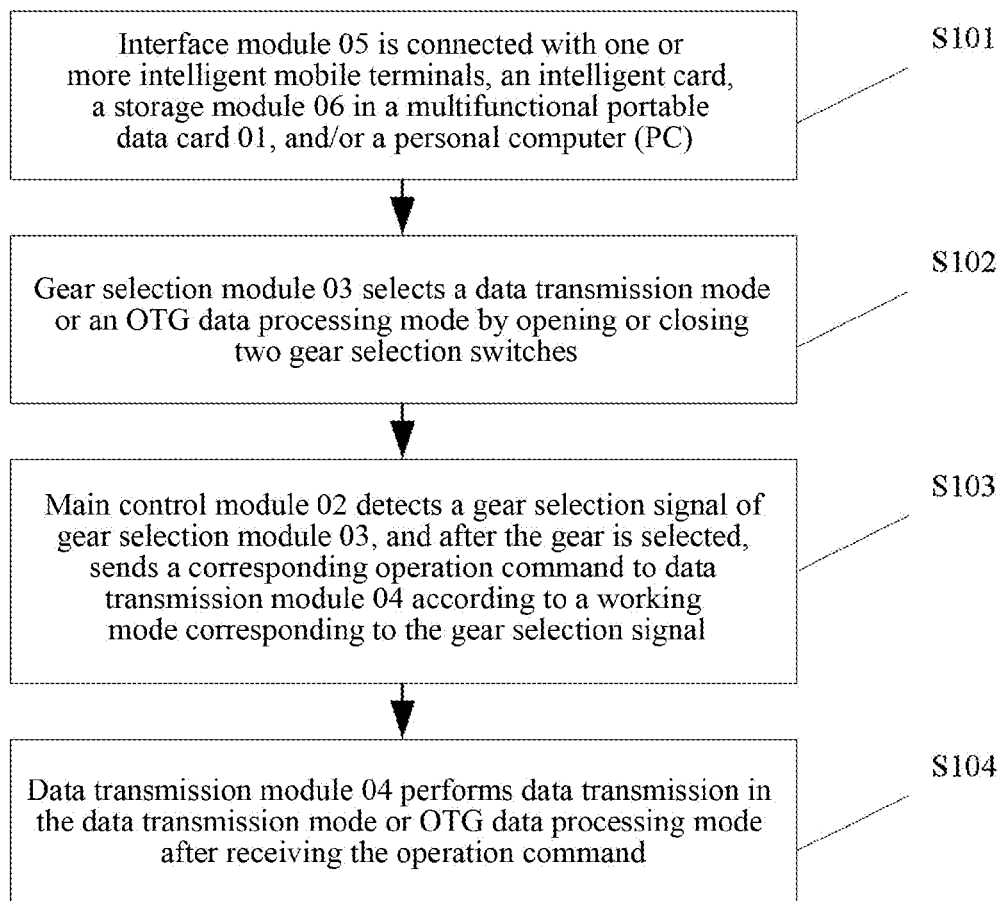 Interface module 05 is connected with one or
more intelligent mobile terminals, an intelligent card,
a storage module 06 in a multifunctional portable
data card 01, and/or a personal computer (PC)
S101
Gear selection module 03 selects a data transmission mode
or an OTG data processing mode by opening or closing
two gear selection switches
S102
Main control module 02 detects a gear selection signal of
gear selection module 03, and after the gear is selected,
sends a corresponding operation command to data
transmission module 04 according to a working
mode corresponding to the gear selection signal
S103
Data transmission module 04 performs data transmission in
the data transmission mode or OTG data processing mode
after receiving the operation command
S104